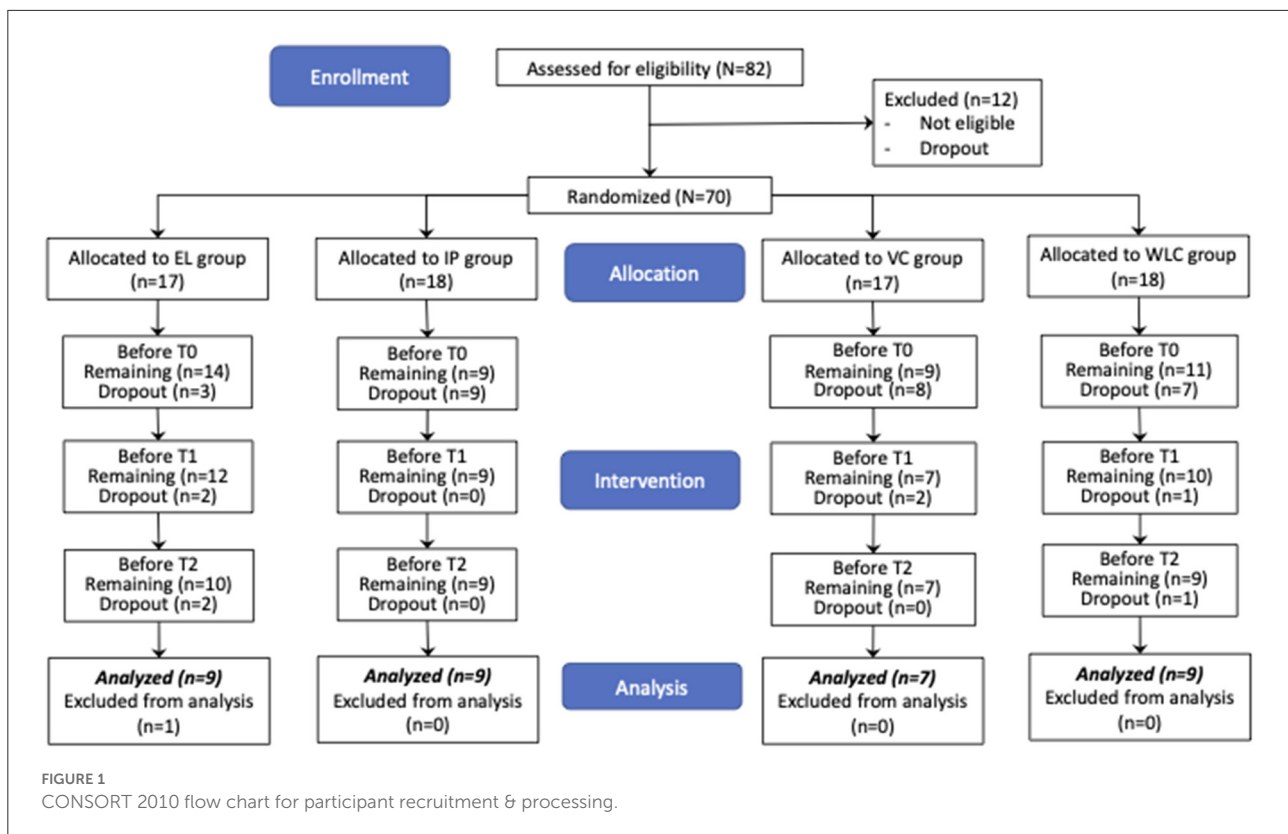 Enrollment
Assessed for eligibility (N=82)
Excluded (n=12)
- Not eligible
- Dropout
Randomized (N=70)
Allocation
Allocated to EL group
(n=17)
Allocated to IP group
(n=18)
Allocated to VC group
(n=17)
Allocated to WLC group
(n=18)
Before T0
Remaining (n=14)
Dropout (n=3)
Before T0
Remaining (n=9)
Dropout (n=9)
Before T0
Remaining (n=9)
Dropout (n=8)
Before T0
Remaining (n=11)
Dropout (n=7)
Intervention
Before T1
Remaining (n=12
Dropout (n=2)
Before T1
Remaining (n=9)
Dropout (n=0)
Before T1
Remaining (n=7)
Dropout (n=2)
Before T1
Remaining (n=10)
Dropout (n=1)
Before T2
Remaining (n=10)
Dropout (n=2)
Before T2
Remaining (n=9)
Dropout (n=0)
Before T2
Remaining (n=7)
Dropout (n=0)
Before T2
Remaining (n=9)
Dropout (n=1)
Analysis
Analyzed (n=9)
Excluded from analysis
(n=1)
Analyzed (n=9)
Excluded from analysis
(n=0)
Analyzed (n=7)
Excluded from analysis
(n=0)
Analyzed (n=9)
Excluded from analysis
(n=0)
FIGURE 1
CONSORT 2010 flow chart for participant recruitment & processing.